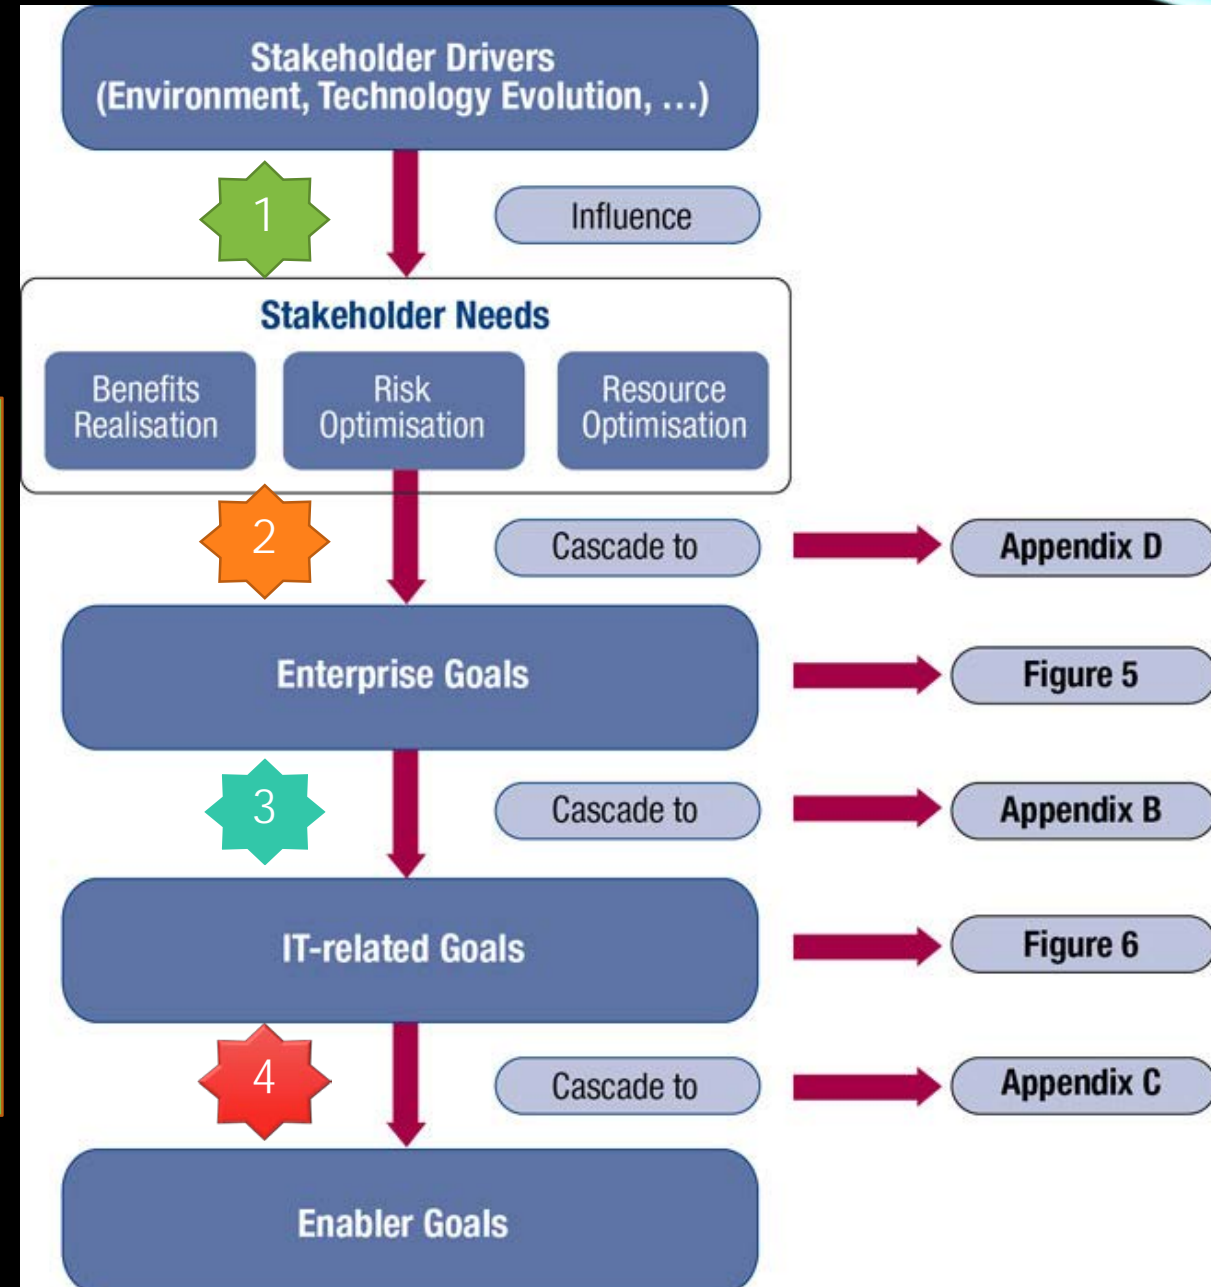 Stakeholder Drivers
(Environment, Technology Evolution, …)
1
Influence
Stakeholder Needs
Benefits
Realisation
Risk
Optimisation
Resource
Optimisation
2
Cascade to
Appendix D
Enterprise Goals
Figure 5
3
Cascade to
Appendix B
IT-related Goals
Figure 6
4
Cascade to
Appendix C
Enabler Goals